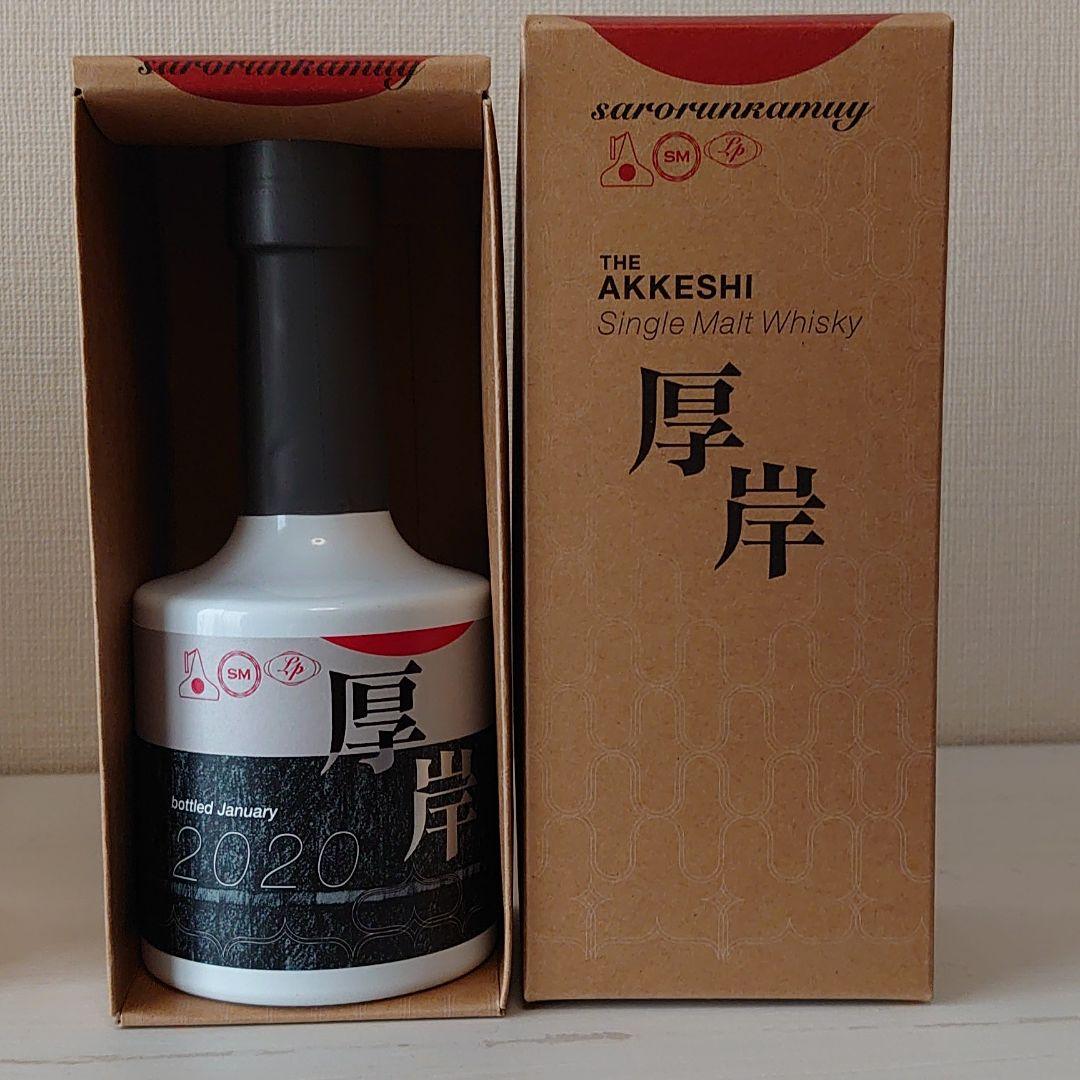 sarorunkamuy
SM
Lp
厚岸
bottled January
2020
sarorunkamuy
SM
Lp
THE
AKKESHI
Single Malt Whisky
厚岸